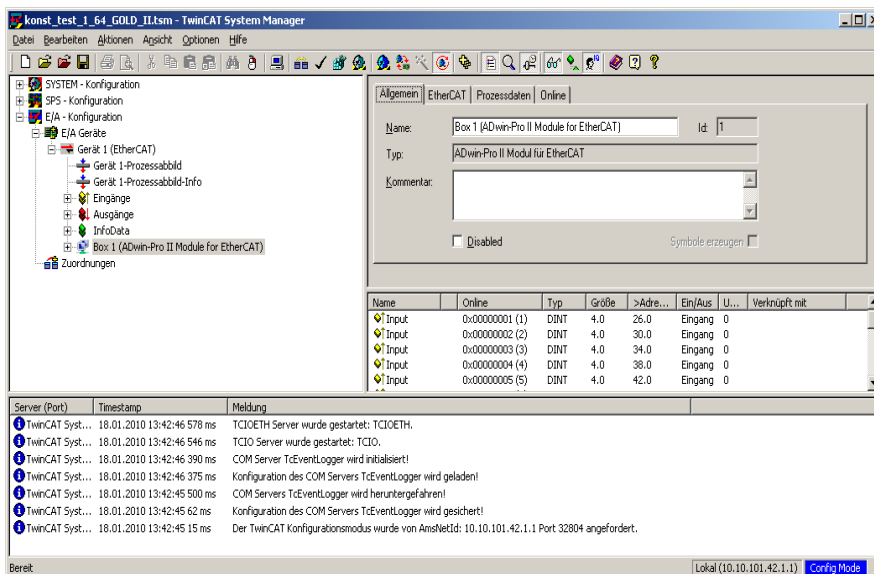 konst_test_1_64_GOLD_II.tsm - TwinCAT System Manager
Datei Bearbeiten Aktionen Ansicht Optionen Hilfe
SYSTEM - Konfiguration
SPS - Konfiguration
E/A - Konfiguration
E/A Geräte
Gerät 1 (EtherCAT)
Gerät 1-Prozessabbild
Gerät 1-Prozessabbild-Info
Eingänge
Ausgänge
InfoData
Box 1 (ADwin-Pro II Module for EtherCAT)
Zuordnungen
Allgemein EtherCAT Prozessdaten Online
Name: Box 1 (ADwin-Pro II Module for EtherCAT) Id: 1
Typ: ADwin-Pro II Modul für EtherCAT
Kommentar:
Disabled Symbole erzeugen
Name Online Typ Größe >Adre... Ein/Aus U... Verknüpft mit
Input 0x00000001 (1) DINT 4.0 26.0 Eingang 0
Input 0x00000002 (2) DINT 4.0 30.0 Eingang 0
Input 0x00000003 (3) DINT 4.0 34.0 Eingang 0
Input 0x00000004 (4) DINT 4.0 38.0 Eingang 0
Input 0x00000005 (5) DINT 4.0 42.0 Eingang 0
Server (Port) Timestamp Meldung
TwinCAT Syst... 18.01.2010 13:42:46 578 ms TCIOETH Server wurde gestartet: TCIOETH.
TwinCAT Syst... 18.01.2010 13:42:46 546 ms TCIO Server wurde gestartet: TCIO.
TwinCAT Syst... 18.01.2010 13:42:46 390 ms COM Server TcEventLogger wird initialisiert!
TwinCAT Syst... 18.01.2010 13:42:46 375 ms Konfiguration des COM Servers TcEventLogger wird geladen!
TwinCAT Syst... 18.01.2010 13:42:45 500 ms COM Servers TcEventLogger wird heruntergefahren!
TwinCAT Syst... 18.01.2010 13:42:45 62 ms Konfiguration des COM Servers TcEventLogger wird gesichert!
TwinCAT Syst... 18.01.2010 13:42:45 15 ms Der TwinCAT Konfigurationsmodus wurde von AmsNetId: 10.10.101.42.1.1 Port 32804 angefordert.
Bereit Lokal (10.10.101.42.1.1) Config Mode